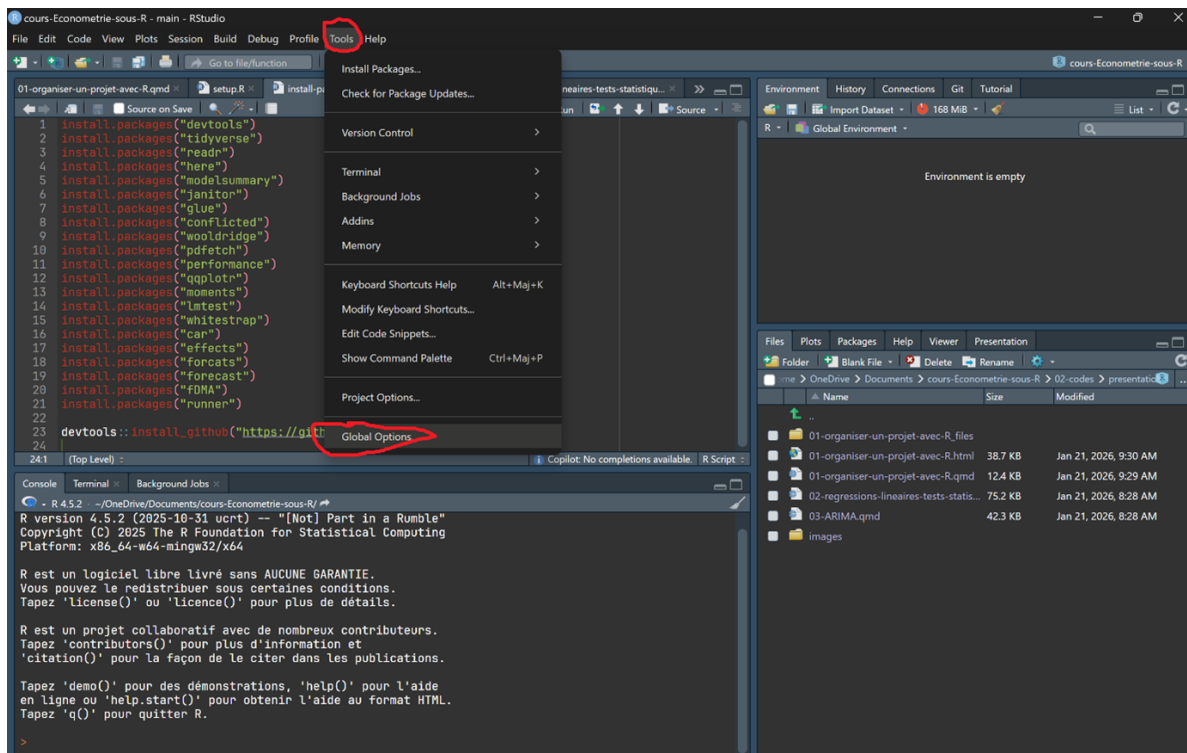 cours-Econometrie-sous-R - main - RStudio
File Edit Code View Plots Session Build Debug Profile Tools Help
Go to file/function
cours-Econometrie-sous-R
01-organiser-un-projet-avec-R.qmd
setup.R
neaires-tests-statistiqu...
Source on Save
Source
1 install.packages("devtools")
2 install.packages("tidyverse")
3 install.packages("readr")
4 install.packages("here")
5 install.packages("modelsummary")
6 install.packages("janitor")
7 install.packages("glue")
8 install.packages("conflicted")
9 install.packages("wooldridge")
10 install.packages("pdfetch")
11 install.packages("performance")
12 install.packages("qqplotr")
13 install.packages("moments")
14 install.packages("lmtest")
15 install.packages("whitestrap")
16 install.packages("car")
17 install.packages("effects")
18 install.packages("forcats")
19 install.packages("forecast")
20 install.packages("fDMA")
21 install.packages("runner")
22
23 devtools::install_github("https://gith
24
24:1 (Top Level)
Copilot: No completions available. R Script
Install Packages...
Check for Package Updates...
Version Control
Terminal
Background Jobs
Addins
Memory
Keyboard Shortcuts Help Alt+Maj+K
Modify Keyboard Shortcuts...
Edit Code Snippets...
Show Command Palette Ctrl+Maj+P
Project Options...
Global Options
Console Terminal Background Jobs
R 4.5.2 · ~/OneDrive/Documents/cours-Econometrie-sous-R/
R version 4.5.2 (2025-10-31 ucrt) -- "[Not] Part in a Rumble"
Copyright (C) 2025 The R Foundation for Statistical Computing
Platform: x86_64-w64-mingw32/x64
R est un logiciel libre livré sans AUCUNE GARANTIE.
Vous pouvez le redistribuer sous certaines conditions.
Tapez 'license()' ou 'licence()' pour plus de détails.
R est un projet collaboratif avec de nombreux contributeurs.
Tapez 'contributors()' pour plus d'information et
'citation()' pour la façon de le citer dans les publications.
Tapez 'demo()' pour des démonstrations, 'help()' pour l'aide
en ligne ou 'help.start()' pour obtenir l'aide au format HTML.
Tapez 'q()' pour quitter R.
>
Environment History Connections Git Tutorial
Import Dataset 168 MiB List
R Global Environment
Environment is empty
Files Plots Packages Help Viewer Presentation
Folder Blank File Delete Rename
OneDrive > Documents > cours-Econometrie-sous-R > 02-codes > presentatio
Name Size Modified
..
01-organiser-un-projet-avec-R_files
01-organiser-un-projet-avec-R.html 38.7 KB Jan 21, 2026, 9:30 AM
01-organiser-un-projet-avec-R.qmd 12.4 KB Jan 21, 2026, 9:29 AM
02-regressions-lineaires-tests-statis... 75.2 KB Jan 21, 2026, 8:28 AM
03-ARIMA.qmd 42.3 KB Jan 21, 2026, 8:28 AM
images